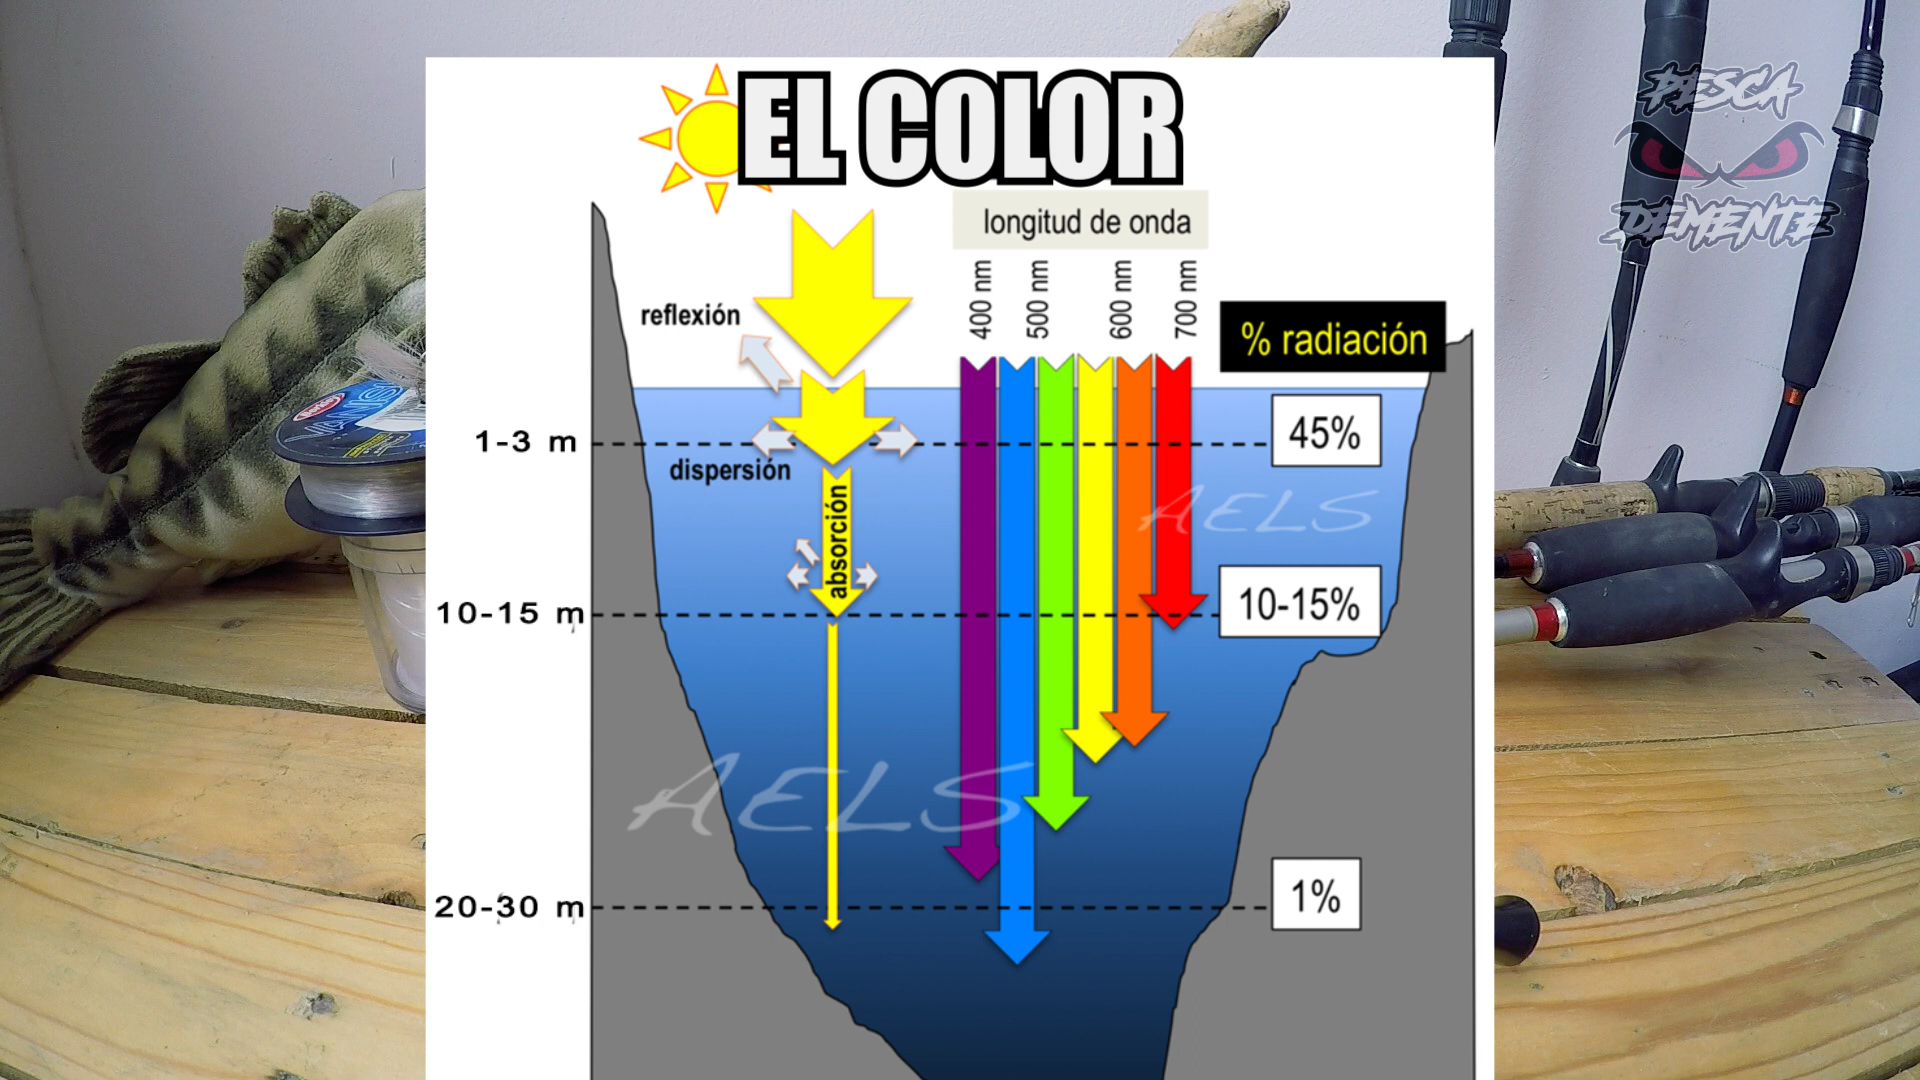 EL COLOR
PESCA
DEMENTE
longitud de onda
400 nm
500 nm
600 nm
700 nm
reflexión
% radiación
1-3 m
45%
dispersión
absorción
AELS
10-15 m
10-15%
AELS
20-30 m
1%
Berkley